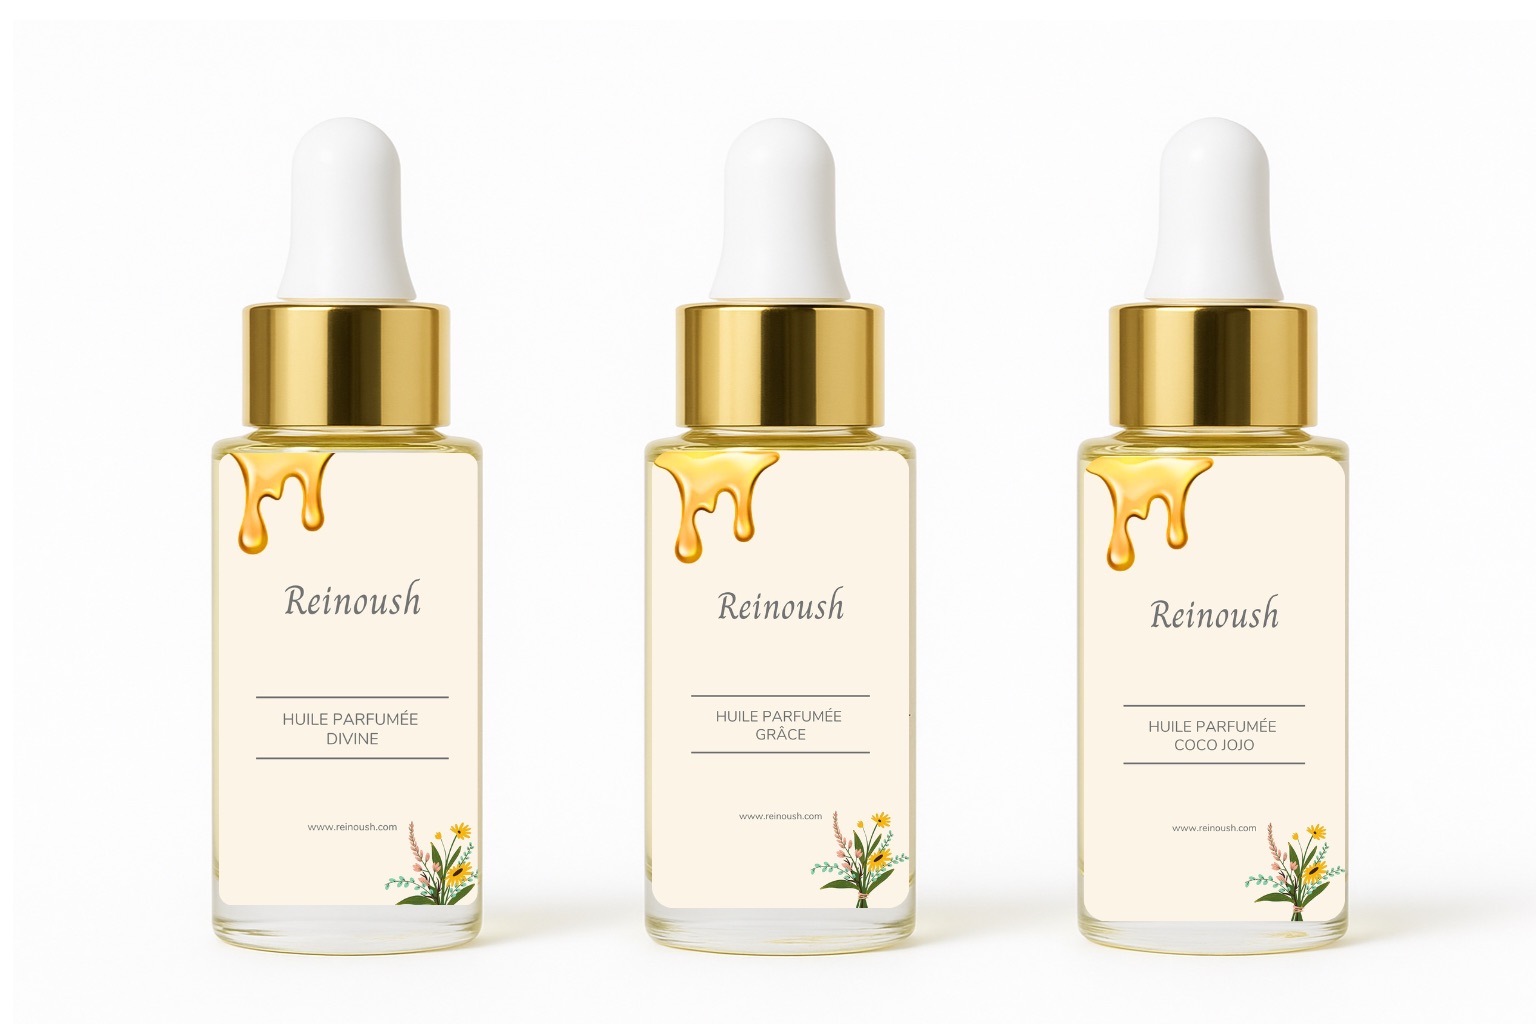 Reinoush
HUILE PARFUMÉE
DIVINE
www.reinoush.com
Reinoush
HUILE PARFUMÉE
GRÂCE
www.reinoush.com
Reinoush
HUILE PARFUMÉE
COCO JOJO
www.reinoush.com